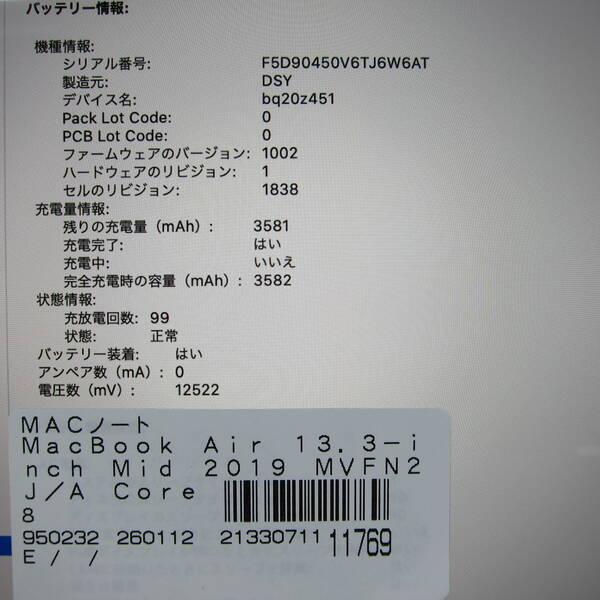 バッテリー情報:
機種情報:
シリアル番号: F5D90450V6TJ6W6AT
製造元: DSY
デバイス名: bq20z451
Pack Lot Code: 0
PCB Lot Code: 0
ファームウェアのバージョン: 1002
ハードウェアのリビジョン: 1
セルのリビジョン: 1838
充電量情報:
残りの充電量（mAh）: 3581
充電完了: はい
充電中: いいえ
完全充電時の容量（mAh）: 3582
状態情報:
充放電回数: 99
状態: 正常
バッテリー装着: はい
アンペア数（mA）: 0
電圧数（mV）: 12522
MACノート
MacBook Air 13.3-i
nch Mid 2019 MVFN2
J/A Core
8
950232 260112 21330711 11769
E / /